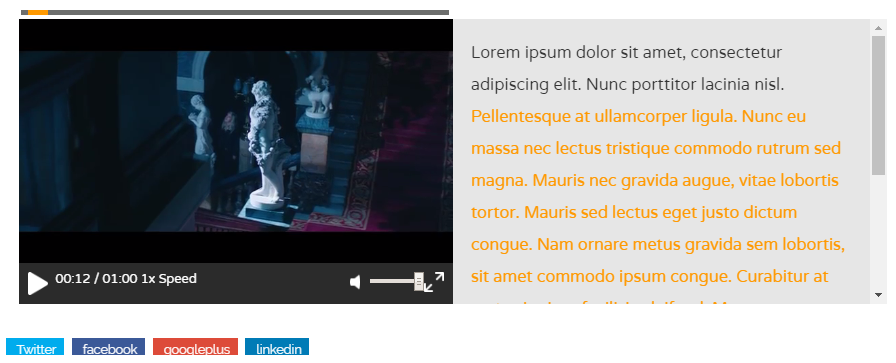 Lorem ipsum dolor sit amet, consectetur
adipiscing elit. Nunc porttitor lacinia nisl.
Pellentesque at ullamcorper ligula. Nunc eu
massa nec lectus tristique commodo rutrum sed
magna. Mauris nec gravida augue, vitae lobortis
tortor. Mauris sed lectus eget justo dictum
congue. Nam ornare metus gravida sem lobortis,
sit amet commodo ipsum congue. Curabitur at
00:12 / 01:00 1x Speed
Twitter facebook googleplus linkedin